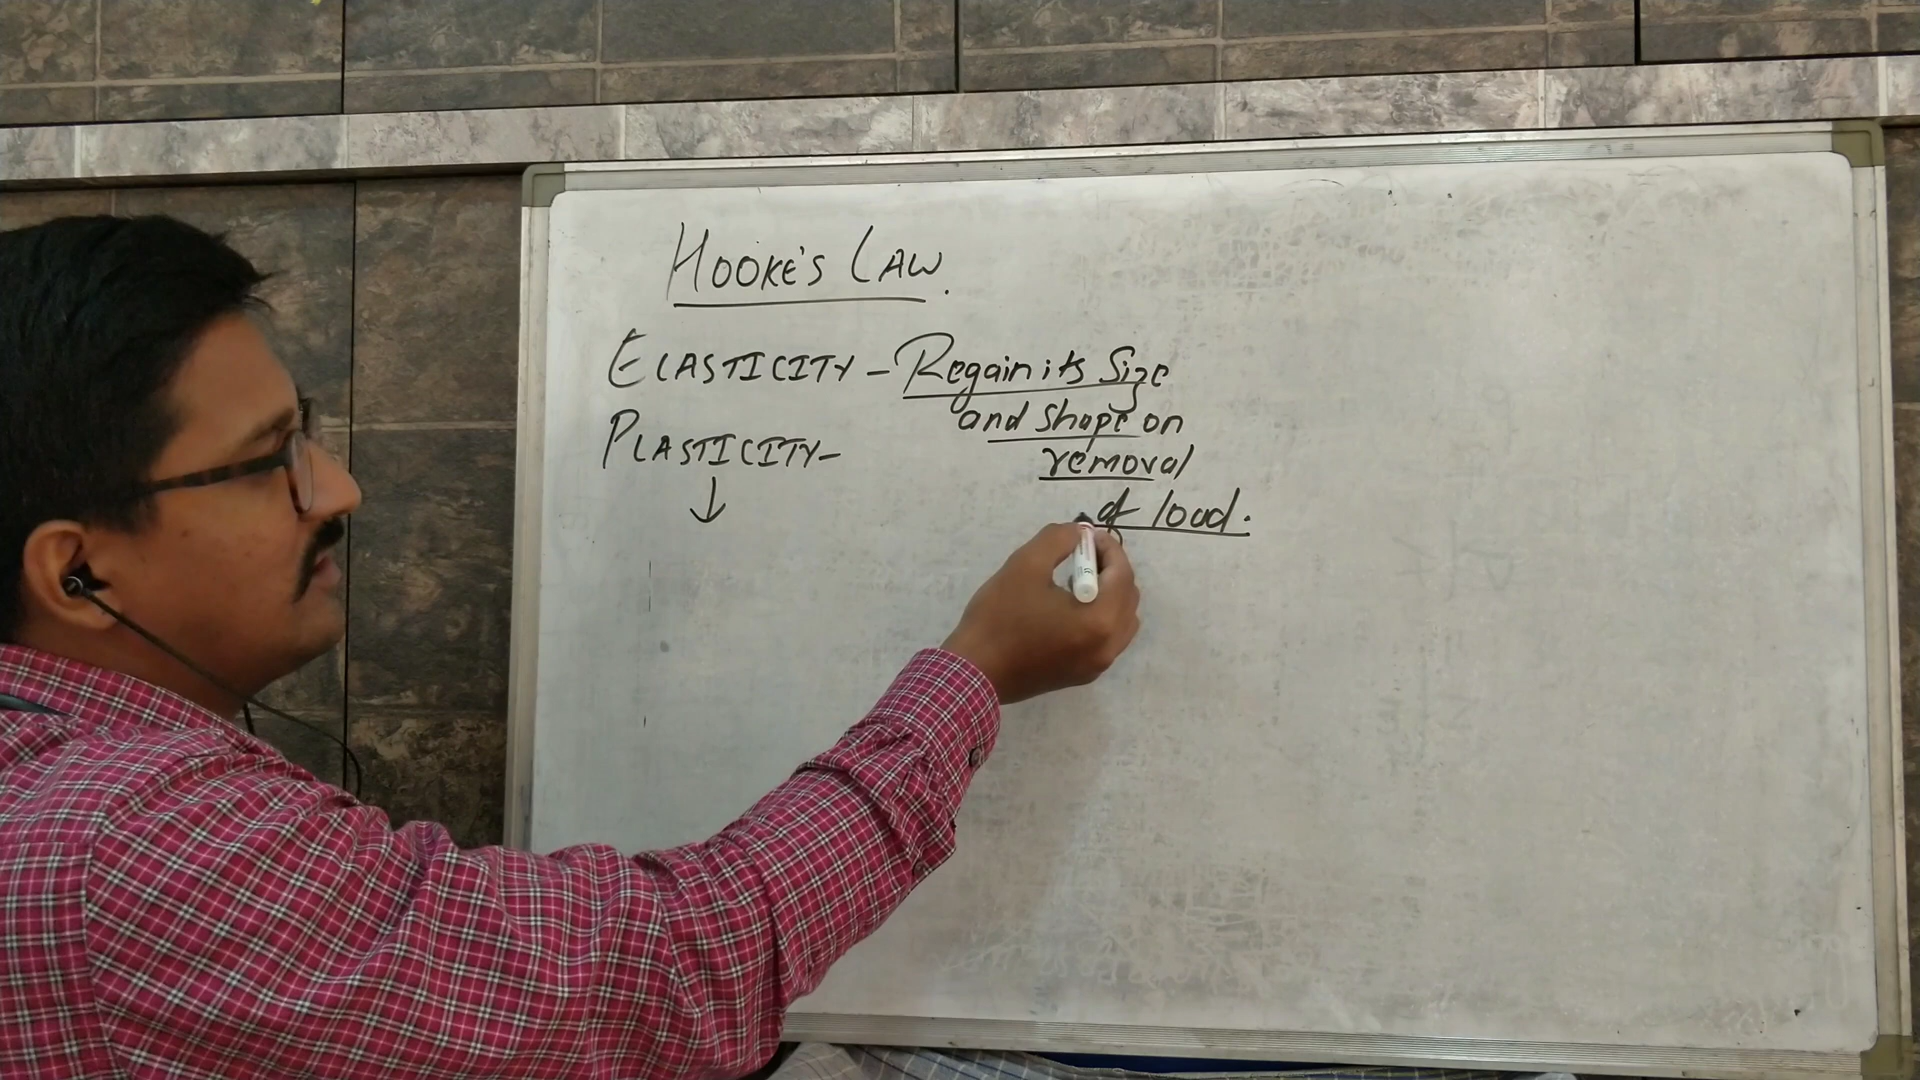 HOOKE'S LAW.
ELASTICITY - Regain its Size
and shape on
removal
of load.
PLASTICITY -
↓